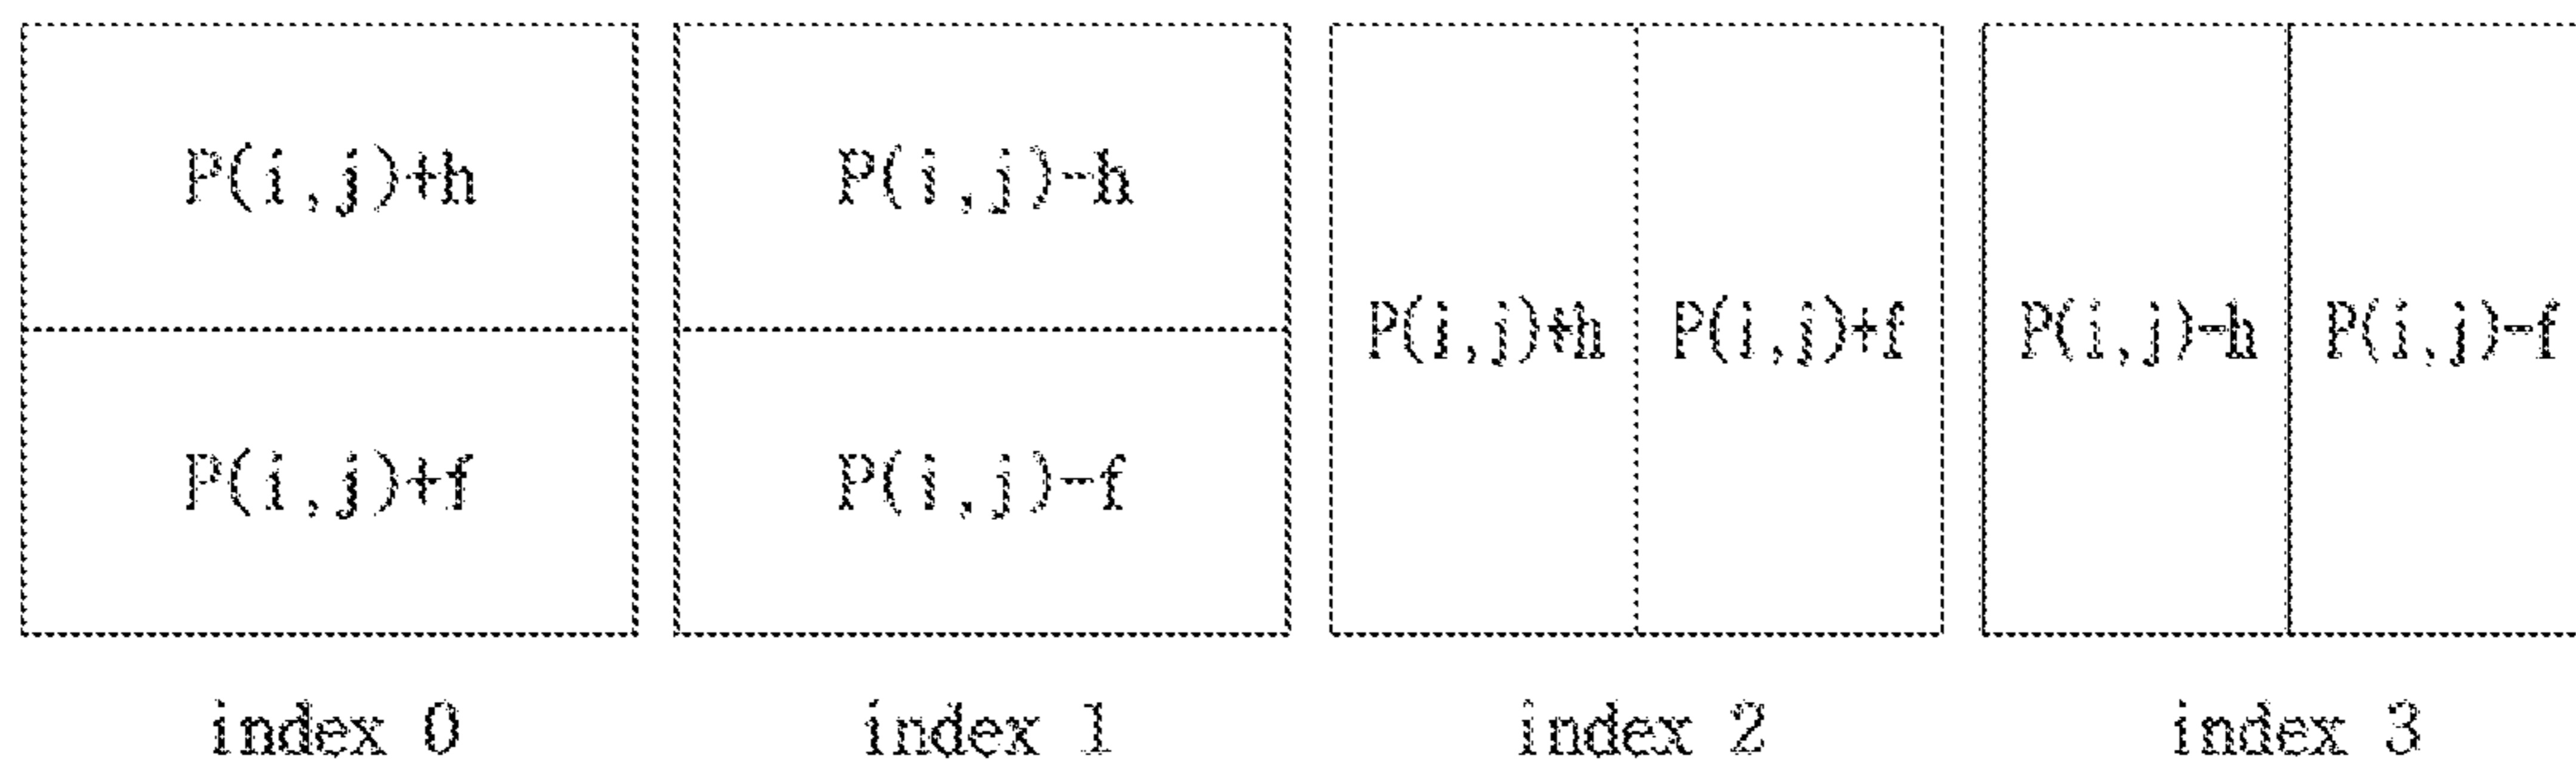 P(i,j)+h
P(i,j)+f
index 0
P(i,j)-h
P(i,j)-f
index 1
P(i,j)+h
P(i,j)+f
index 2
P(i,j)-h
P(i,j)-f
index 3